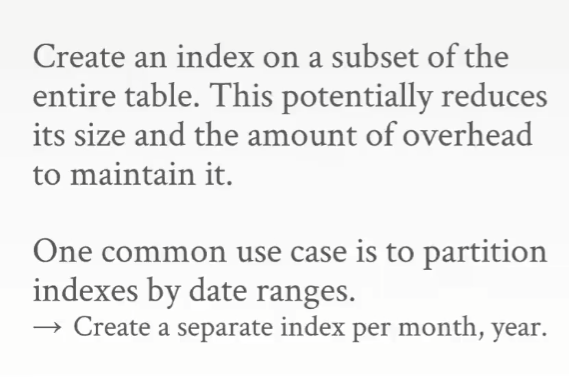 Create an index on a subset of the
entire table. This potentially reduces
its size and the amount of overhead
to maintain it.
One common use case is to partition
indexes by date ranges.
→ Create a separate index per month, year.